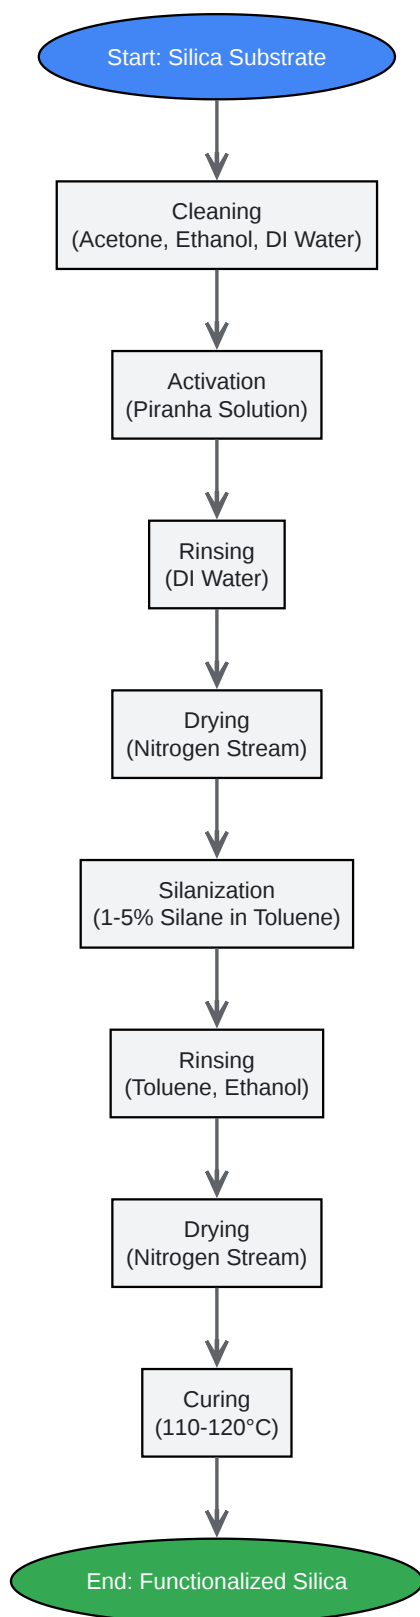 Start: Silica Substrate
Cleaning
(Acetone, Ethanol, DI Water)
Activation
(Piranha Solution)
Rinsing
(DI Water)
Drying
(Nitrogen Stream)
Silanization
(1-5% Silane in Toluene)
Rinsing
(Toluene, Ethanol)
Drying
(Nitrogen Stream)
Curing
(110-120°C)
End: Functionalized Silica